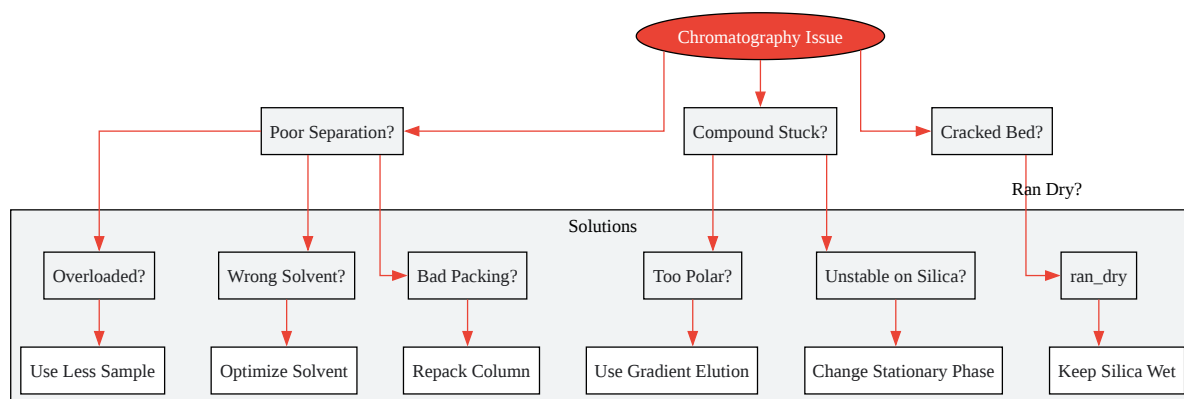 Chromatography Issue
Poor Separation?
Compound Stuck?
Cracked Bed?
Ran Dry?
Solutions
Overloaded?
Wrong Solvent?
Bad Packing?
Too Polar?
Unstable on Silica?
ran_dry
Use Less Sample
Optimize Solvent
Repack Column
Use Gradient Elution
Change Stationary Phase
Keep Silica Wet